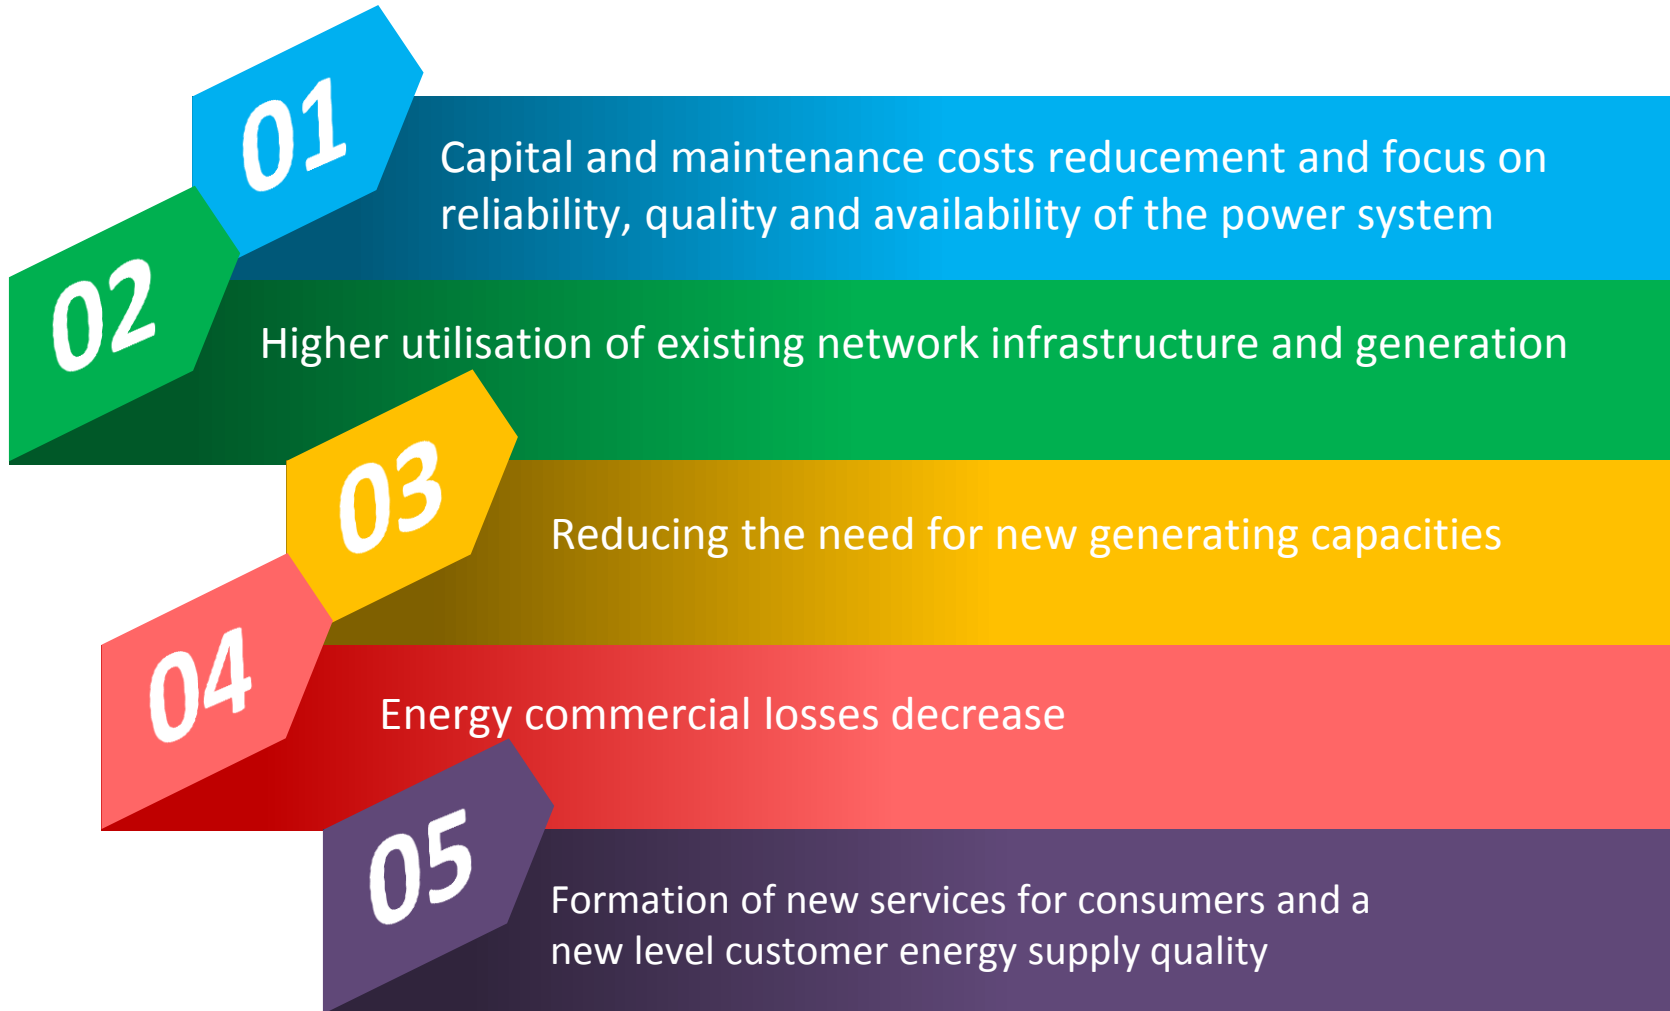 01
Capital and maintenance costs reducement and focus on
reliability, quality and availability of the power system
02
Higher utilisation of existing network infrastructure and generation
03
Reducing the need for new generating capacities
04
Energy commercial losses decrease
05
Formation of new services for consumers and a
new level customer energy supply quality